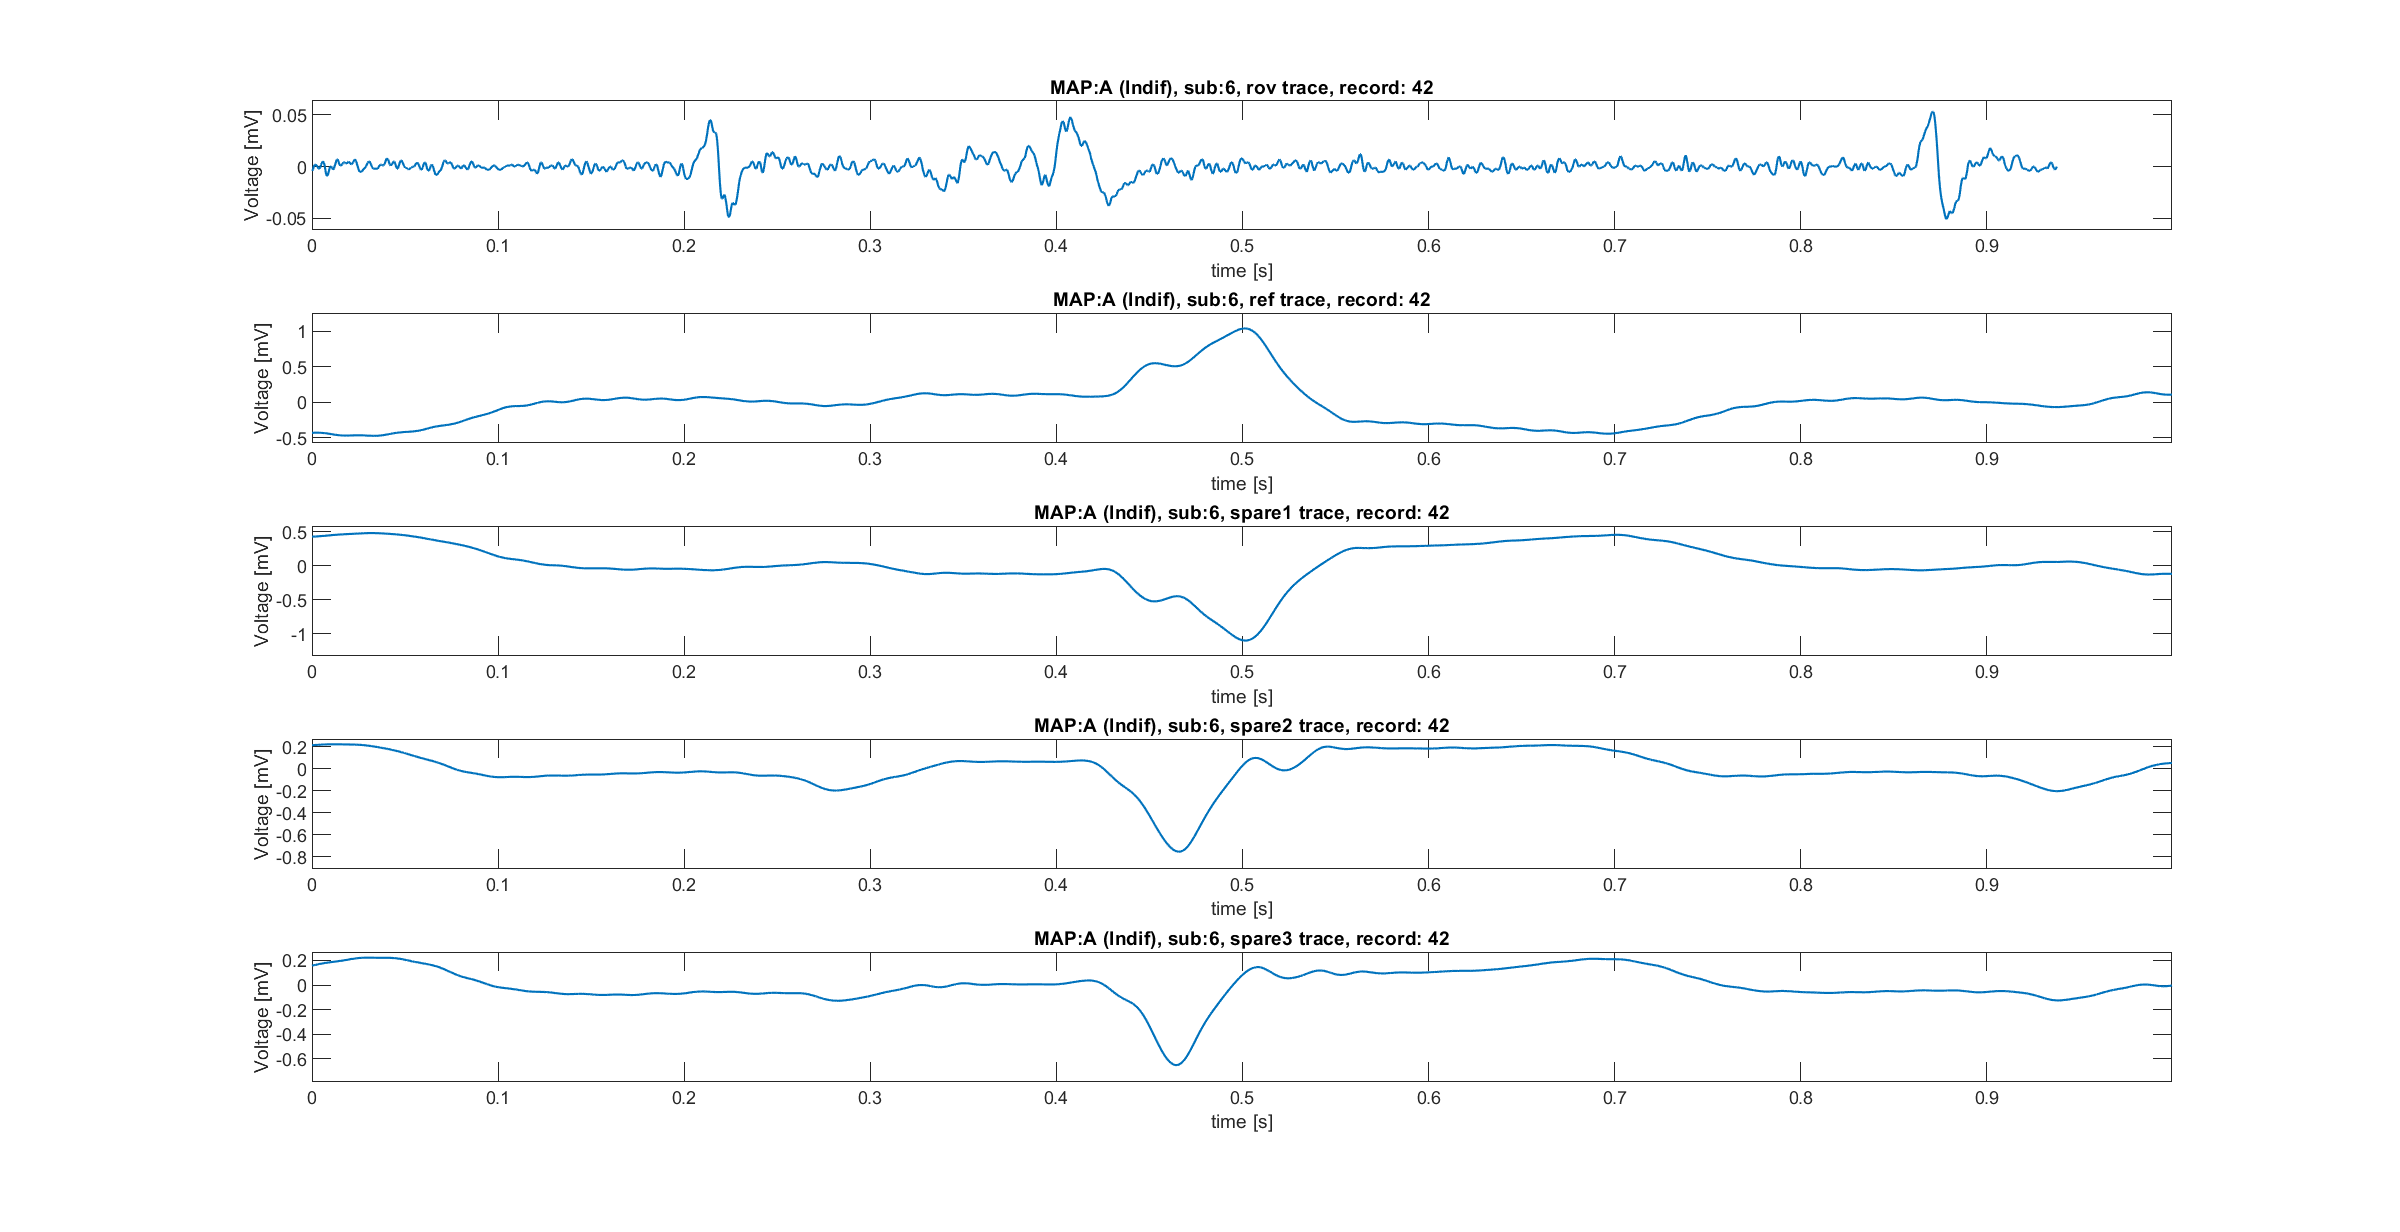 MAP:A (Indif), sub:6, rov trace, record: 42
Voltage [mV]
0.05
0
-0.05
0 0.1 0.2 0.3 0.4 0.5 0.6 0.7 0.8 0.9
time [s]
MAP:A (Indif), sub:6, ref trace, record: 42
Voltage [mV]
1
0.5
0
-0.5
0 0.1 0.2 0.3 0.4 0.5 0.6 0.7 0.8 0.9
time [s]
MAP:A (Indif), sub:6, spare1 trace, record: 42
Voltage [mV]
0.5
0
-0.5
-1
0 0.1 0.2 0.3 0.4 0.5 0.6 0.7 0.8 0.9
time [s]
MAP:A (Indif), sub:6, spare2 trace, record: 42
Voltage [mV]
0.2
0
-0.2
-0.4
-0.6
-0.8
0 0.1 0.2 0.3 0.4 0.5 0.6 0.7 0.8 0.9
time [s]
MAP:A (Indif), sub:6, spare3 trace, record: 42
Voltage [mV]
0.2
0
-0.2
-0.4
-0.6
0 0.1 0.2 0.3 0.4 0.5 0.6 0.7 0.8 0.9
time [s]